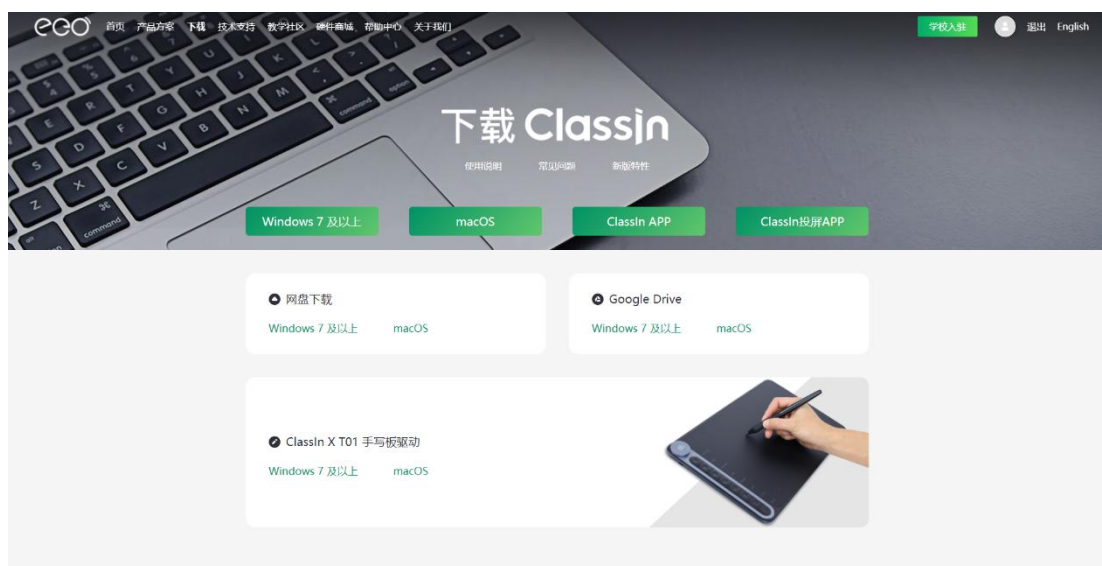 eeo 首页 产品方案 下载 技术支持 教学社区 硬件商城 帮助中心 关于我们 学校入驻 退出 English
下载 ClassIn
使用说明 常见问题 新版特性
Windows 7 及以上 macOS ClassIn APP ClassIn投屏APP
网盘下载 Google Drive
Windows 7 及以上 macOS Windows 7 及以上 macOS
ClassIn X T01 手写板驱动
Windows 7 及以上 macOS